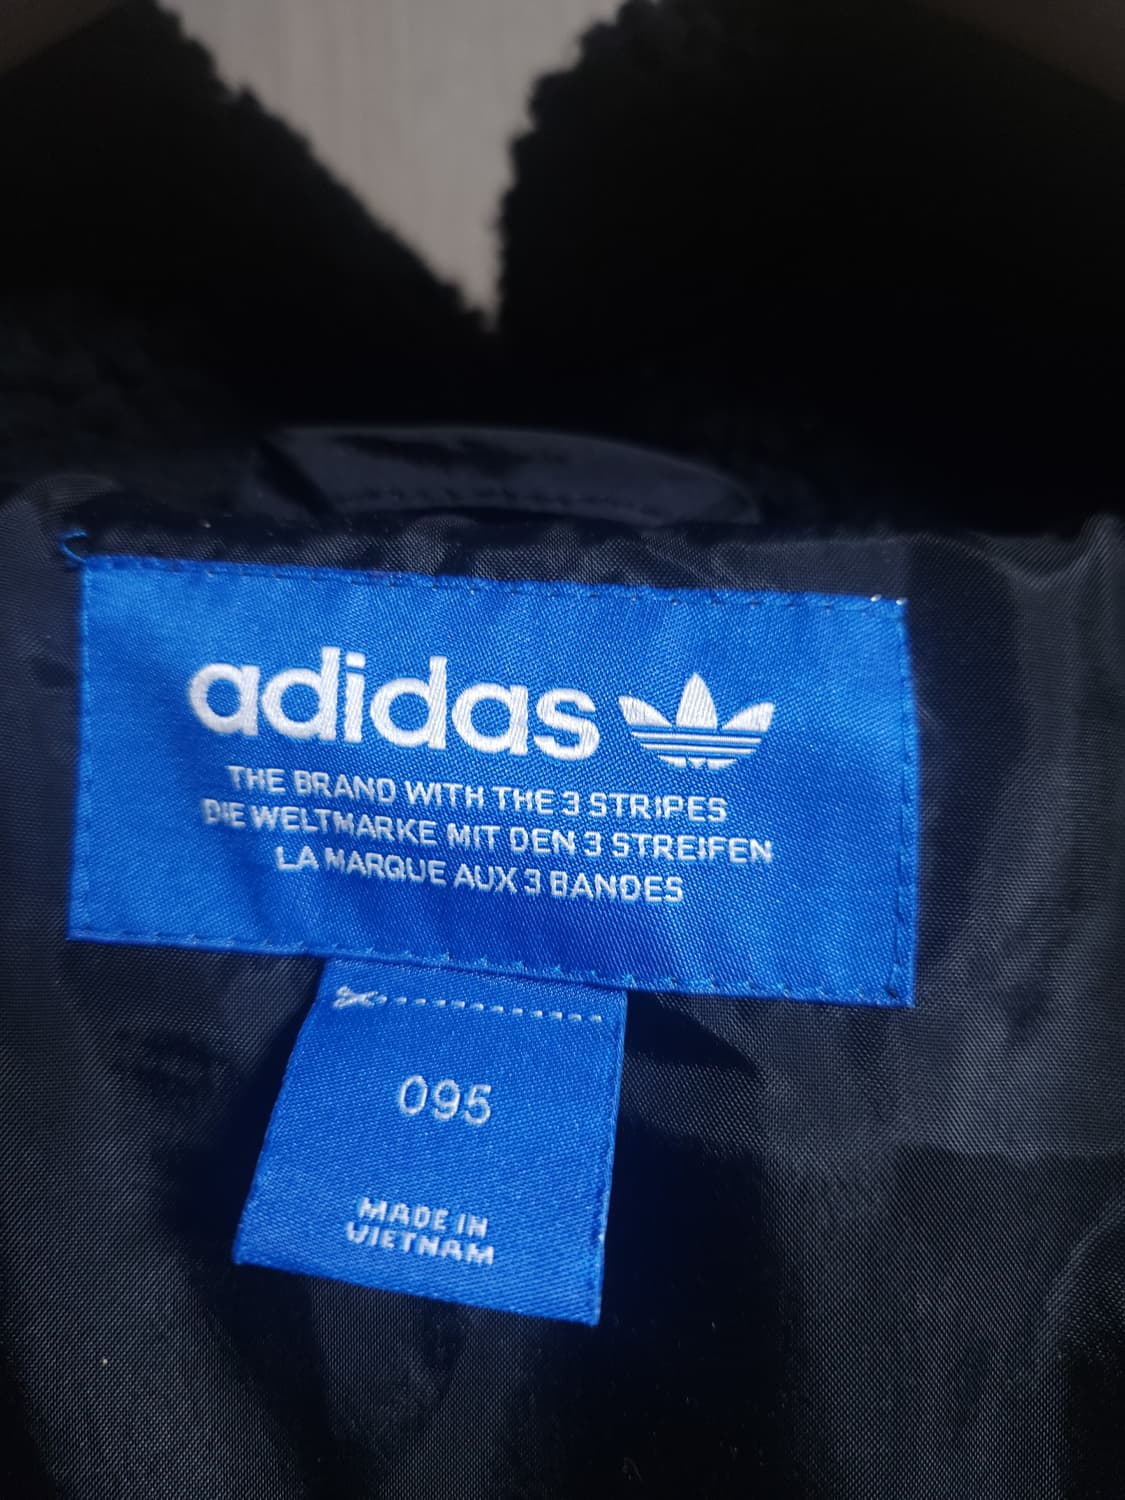 adidas
THE BRAND WITH THE 3 STRIPES
DIE WELTMARKE MIT DEN 3 STREIFEN
LA MARQUE AUX 3 BANDES
095
MADE IN
VIETNAM